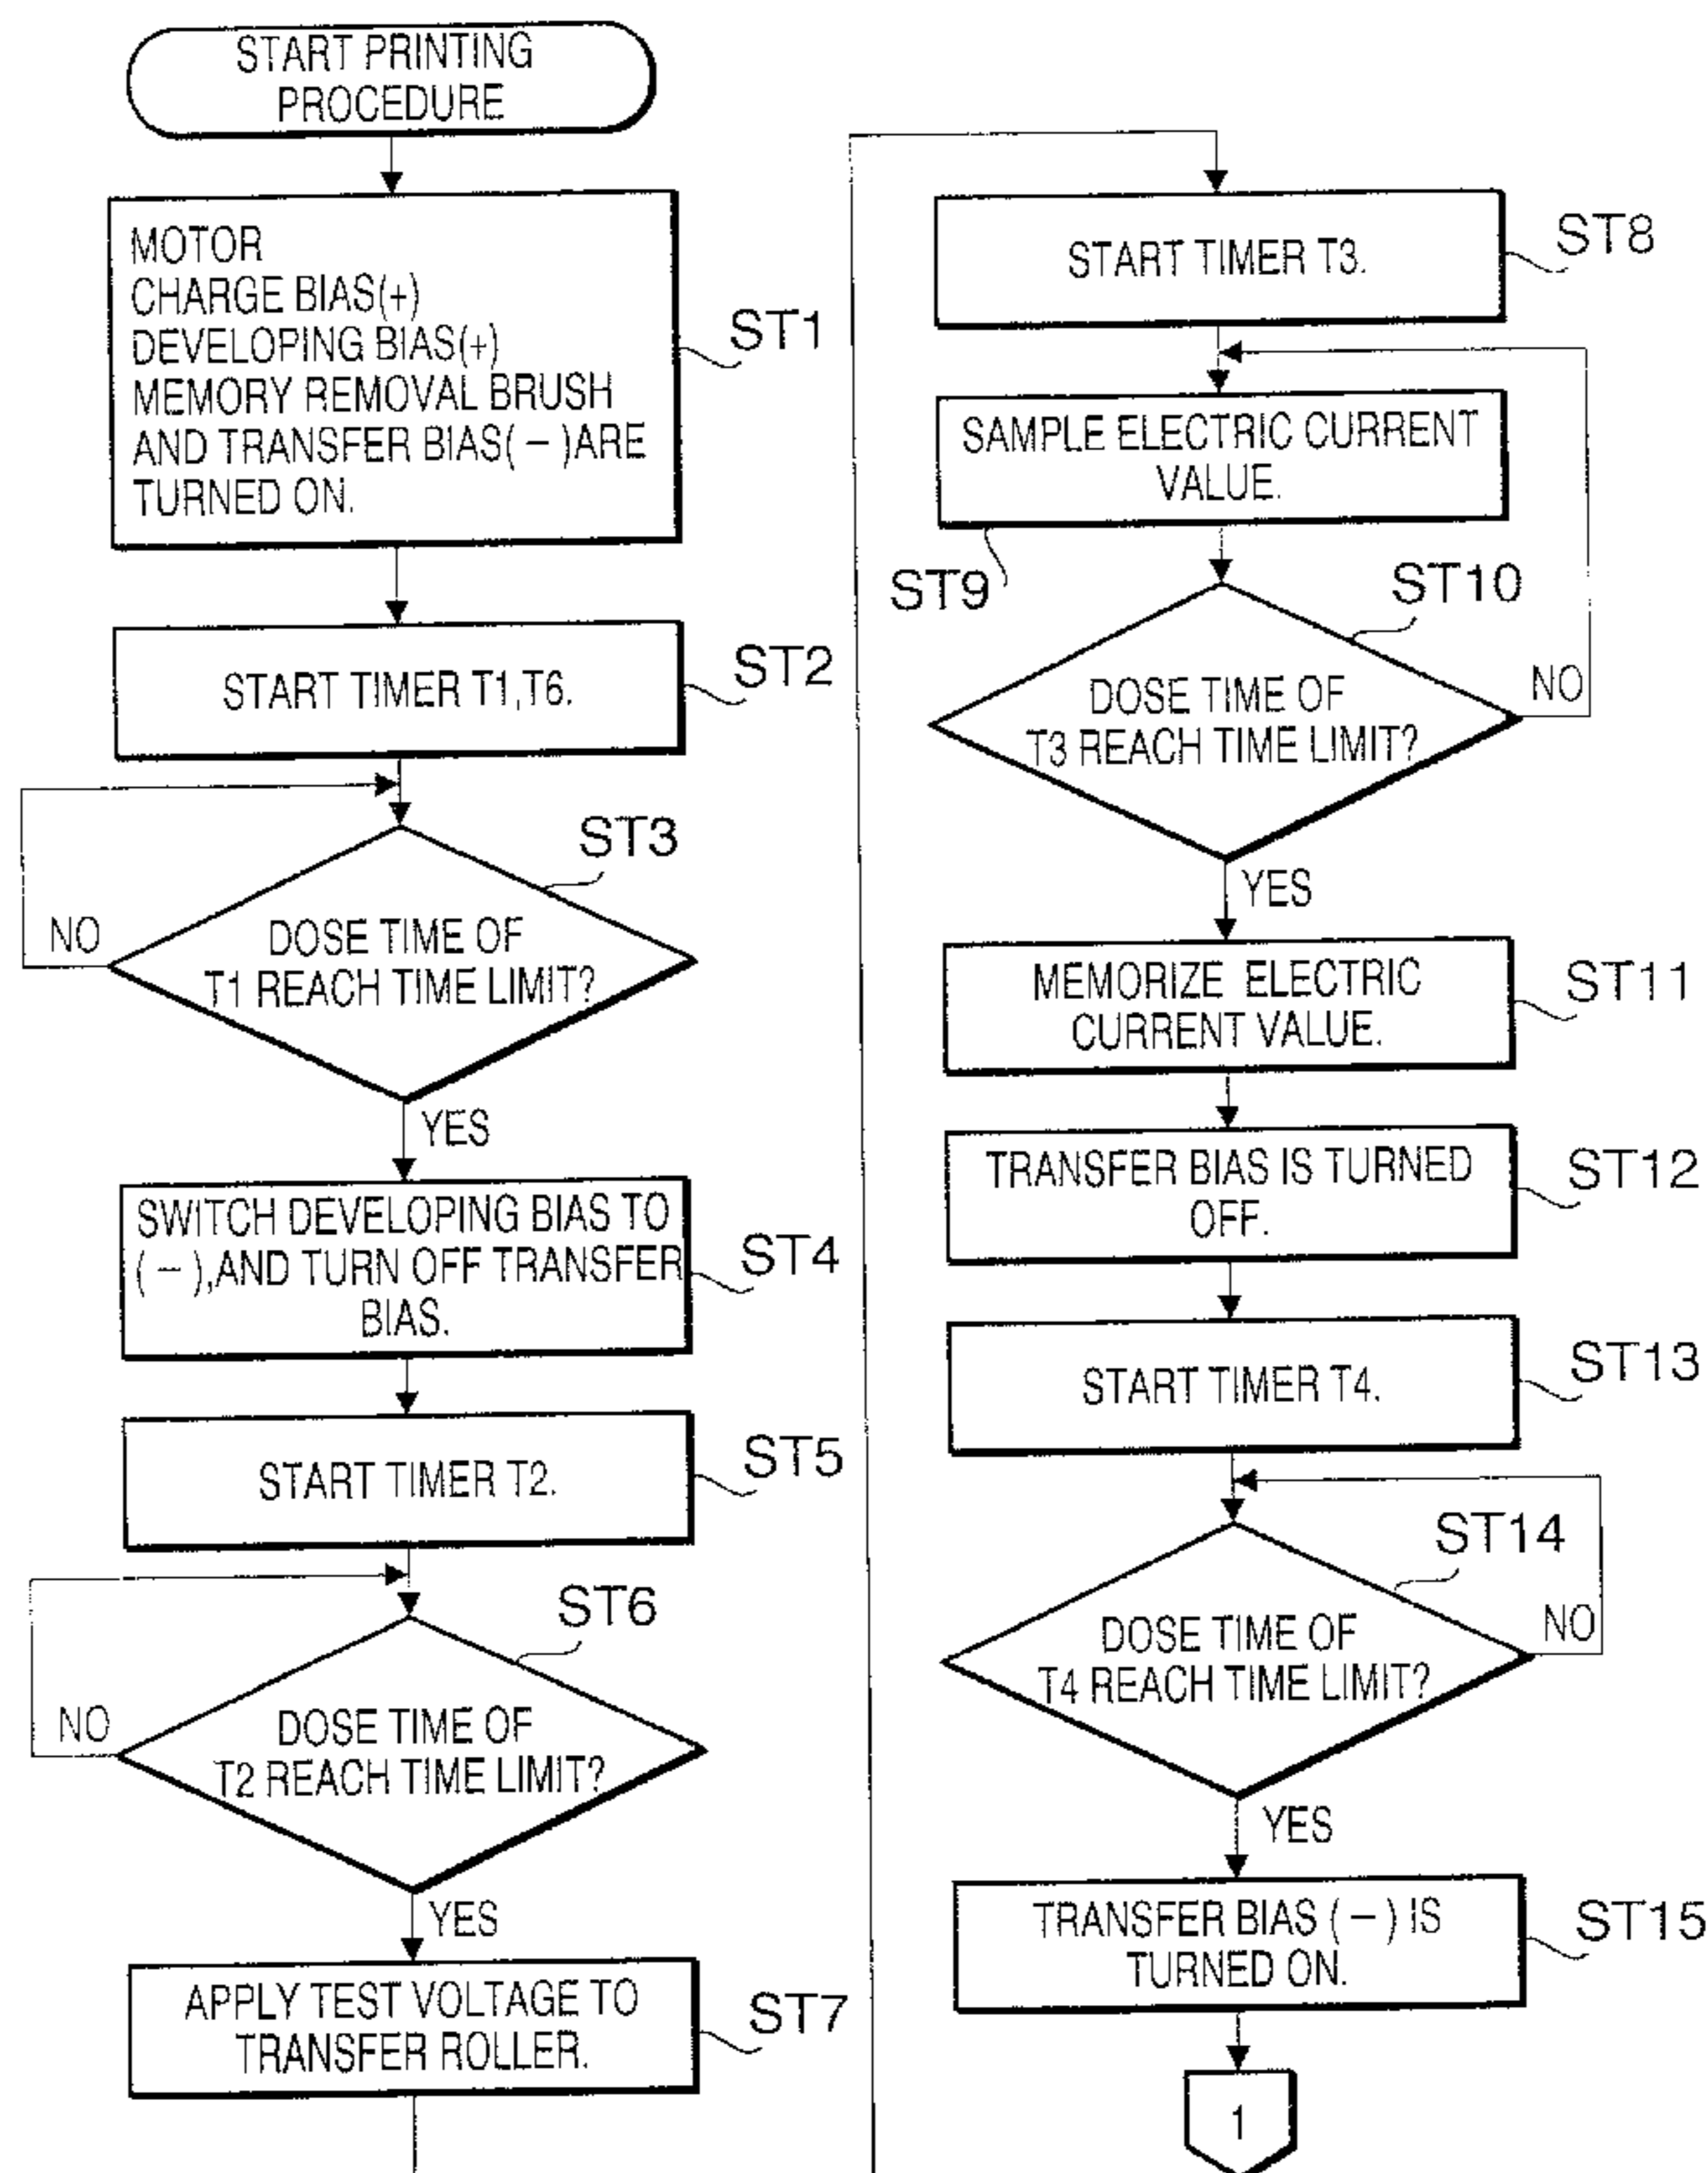 START PRINTING
PROCEDURE
MOTOR
CHARGE BIAS(+)
DEVELOPING BIAS(+)
MEMORY REMOVAL BRUSH
AND TRANSFER BIAS(−)ARE
TURNED ON.
ST1
START TIMER T1,T6.
ST2
ST3
DOSE TIME OF
T1 REACH TIME LIMIT?
NO
YES
SWITCH DEVELOPING BIAS TO
(−),AND TURN OFF TRANSFER
BIAS.
ST4
START TIMER T2.
ST5
ST6
DOSE TIME OF
T2 REACH TIME LIMIT?
NO
YES
APPLY TEST VOLTAGE TO
TRANSFER ROLLER.
ST7
START TIMER T3.
ST8
SAMPLE ELECTRIC CURRENT
VALUE.
ST9
ST10
DOSE TIME OF
T3 REACH TIME LIMIT?
NO
YES
MEMORIZE ELECTRIC
CURRENT VALUE.
ST11
TRANSFER BIAS IS TURNED
OFF.
ST12
START TIMER T4.
ST13
ST14
DOSE TIME OF
T4 REACH TIME LIMIT?
NO
YES
TRANSFER BIAS (−) IS
TURNED ON.
ST15
1